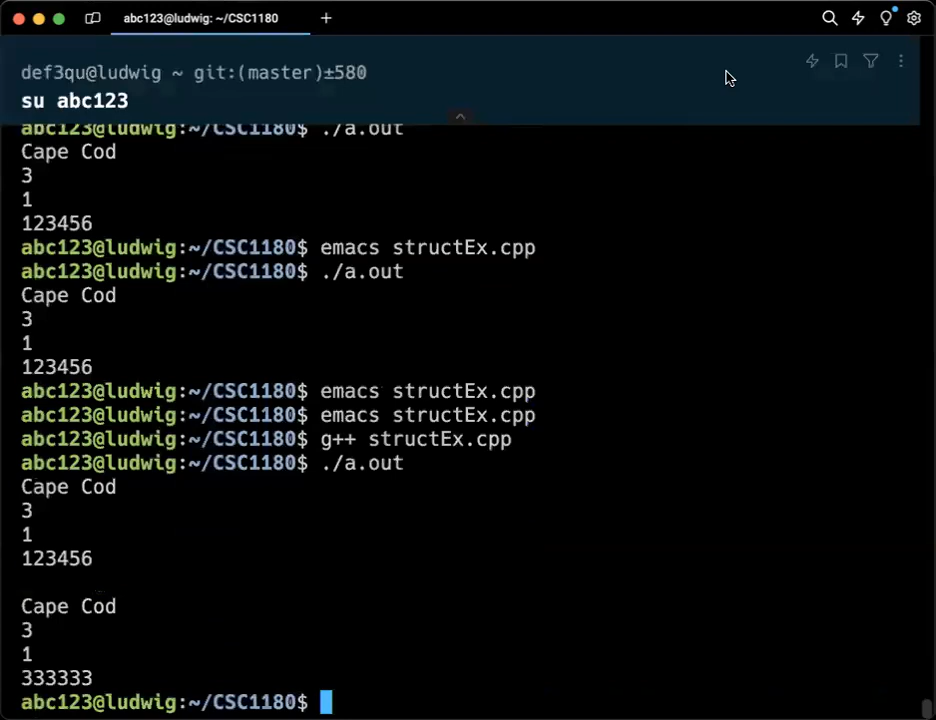 abc123@ludwig: ~/CSC1180
def3qu@ludwig ~ git:(master)±580
su abc123
abc123@ludwig:~/CSC1180$ ./a.out
Cape Cod
3
1
123456
abc123@ludwig:~/CSC1180$ emacs structEx.cpp
abc123@ludwig:~/CSC1180$ ./a.out
Cape Cod
3
1
123456
abc123@ludwig:~/CSC1180$ emacs structEx.cpp
abc123@ludwig:~/CSC1180$ emacs structEx.cpp
abc123@ludwig:~/CSC1180$ g++ structEx.cpp
abc123@ludwig:~/CSC1180$ ./a.out
Cape Cod
3
1
123456
Cape Cod
3
1
333333
abc123@ludwig:~/CSC1180$